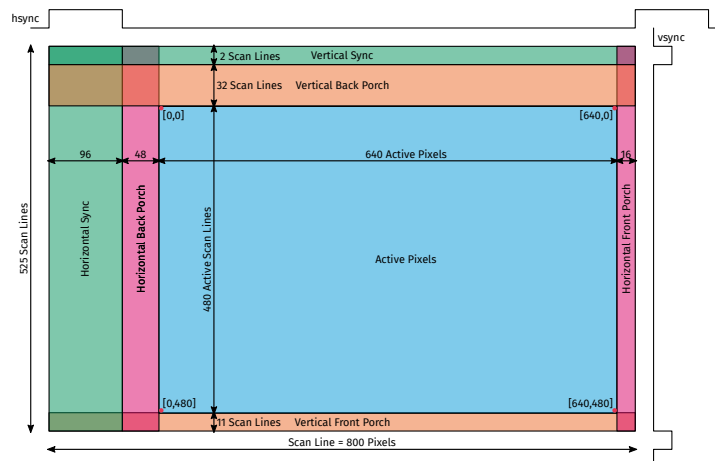 hsync
vsync
2 Scan Lines Vertical Sync
32 Scan Lines Vertical Back Porch
[0,0]
[640,0]
96
48
640 Active Pixels
16
525 Scan Lines
Horizontal Sync
Horizontal Back Porch
480 Active Scan Lines
Active Pixels
Horizontal Front Porch
[0,480]
[640,480]
11 Scan Lines Vertical Front Porch
Scan Line = 800 Pixels